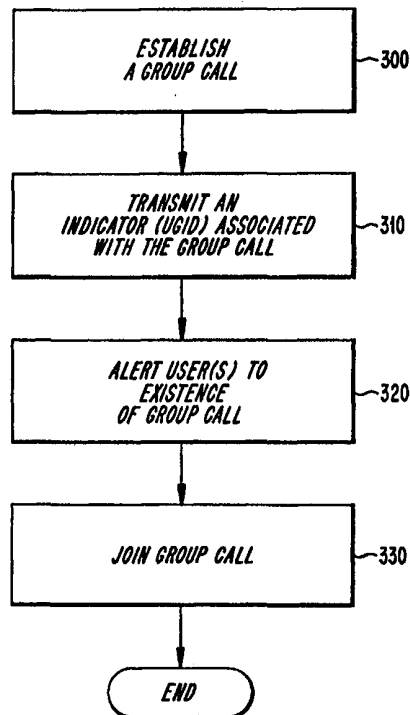 ESTABLISH
A GROUP CALL
300
TRANSMIT AN
INDICATOR (UGID) ASSOCIATED
WITH THE GROUP CALL
310
ALERT USER(S) TO
EXISTENCE
OF GROUP CALL
320
JOIN GROUP CALL
330
END